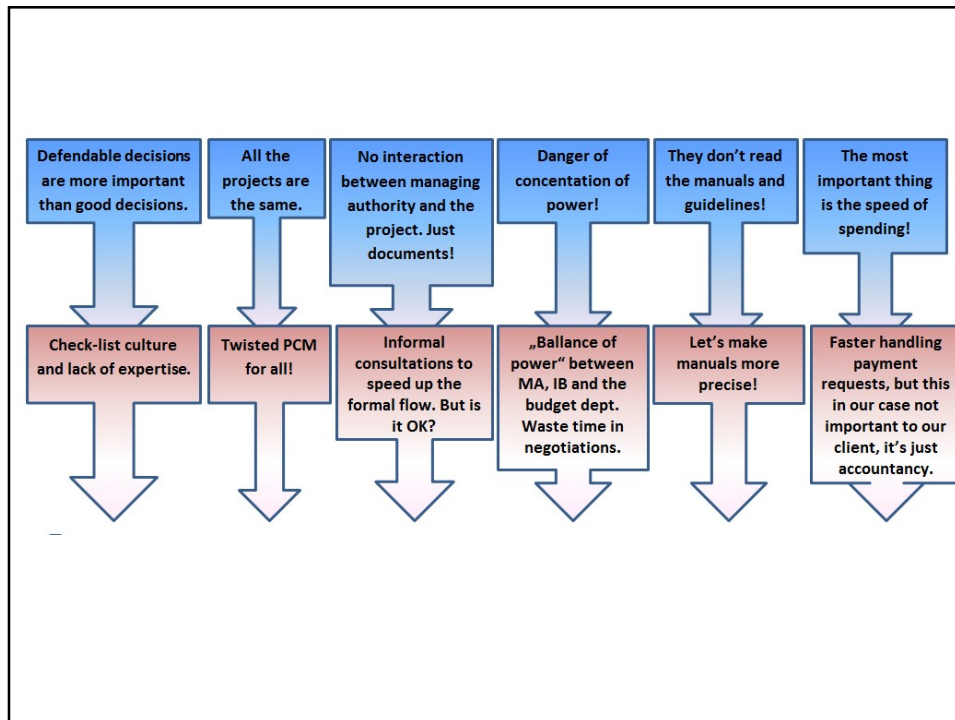 Defendable decisions
are more important
than good decisions.
All the
projects are
the same.
No interaction
between managing
authority and the
project. Just
documents!
Danger of
concentation of
power!
They don't read
the manuals and
guidelines!
The most
important thing
is the speed of
spending!
Check-list culture
and lack of expertise.
Twisted PCM
for all!
Informal
consultations to
speed up the
formal flow. But is
it OK?
„Ballance of
power“ between
MA, IB and the
budget dept.
Waste time in
negotiations.
Let's make
manuals more
precise!
Faster handling
payment
requests, but this
in our case not
important to our
client, it's just
accountancy.